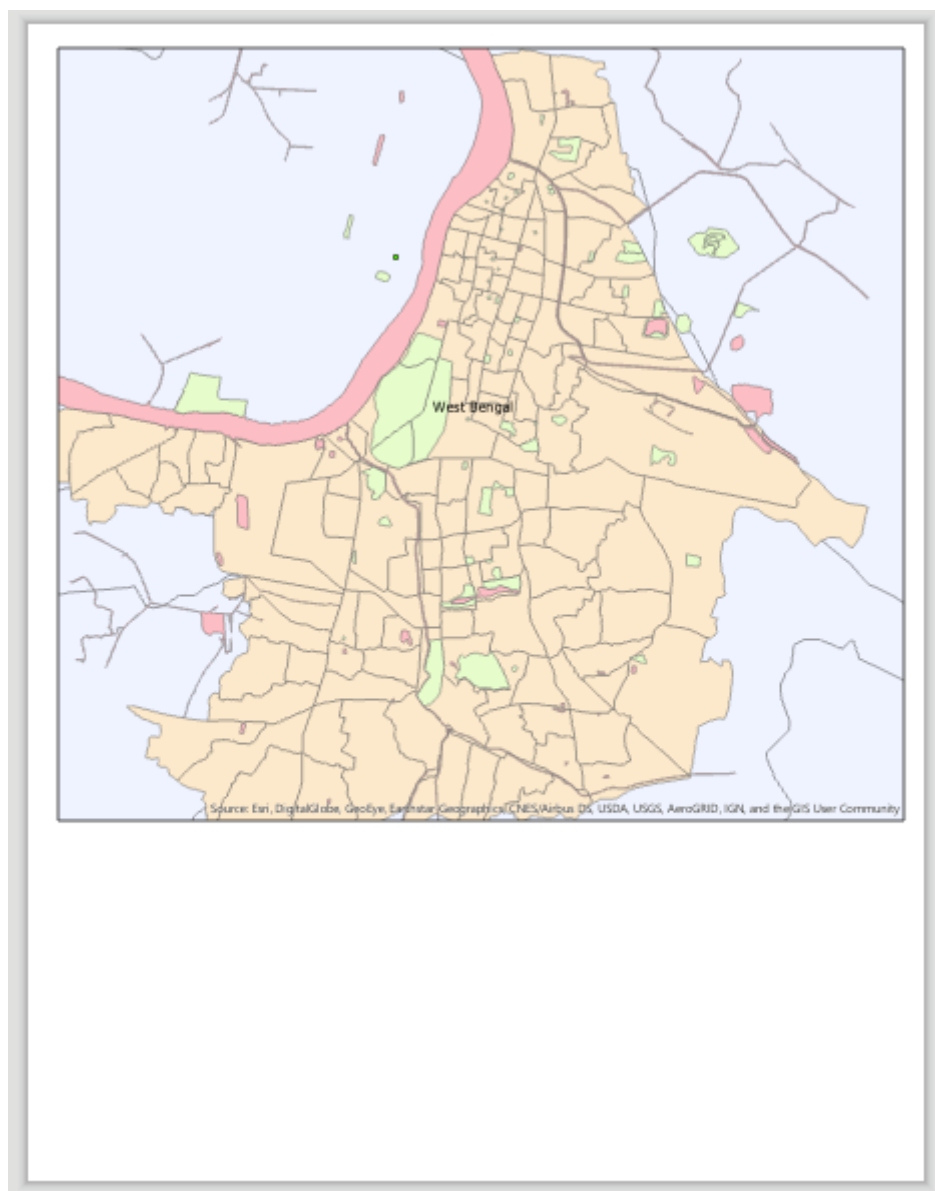 West Bengal
Source: Esri, DigitalGlobe, GeoEye, Earthstar Geographics, CNES/Airbus DS, USDA, USGS, AeroGRID, IGN, and the GIS User Community